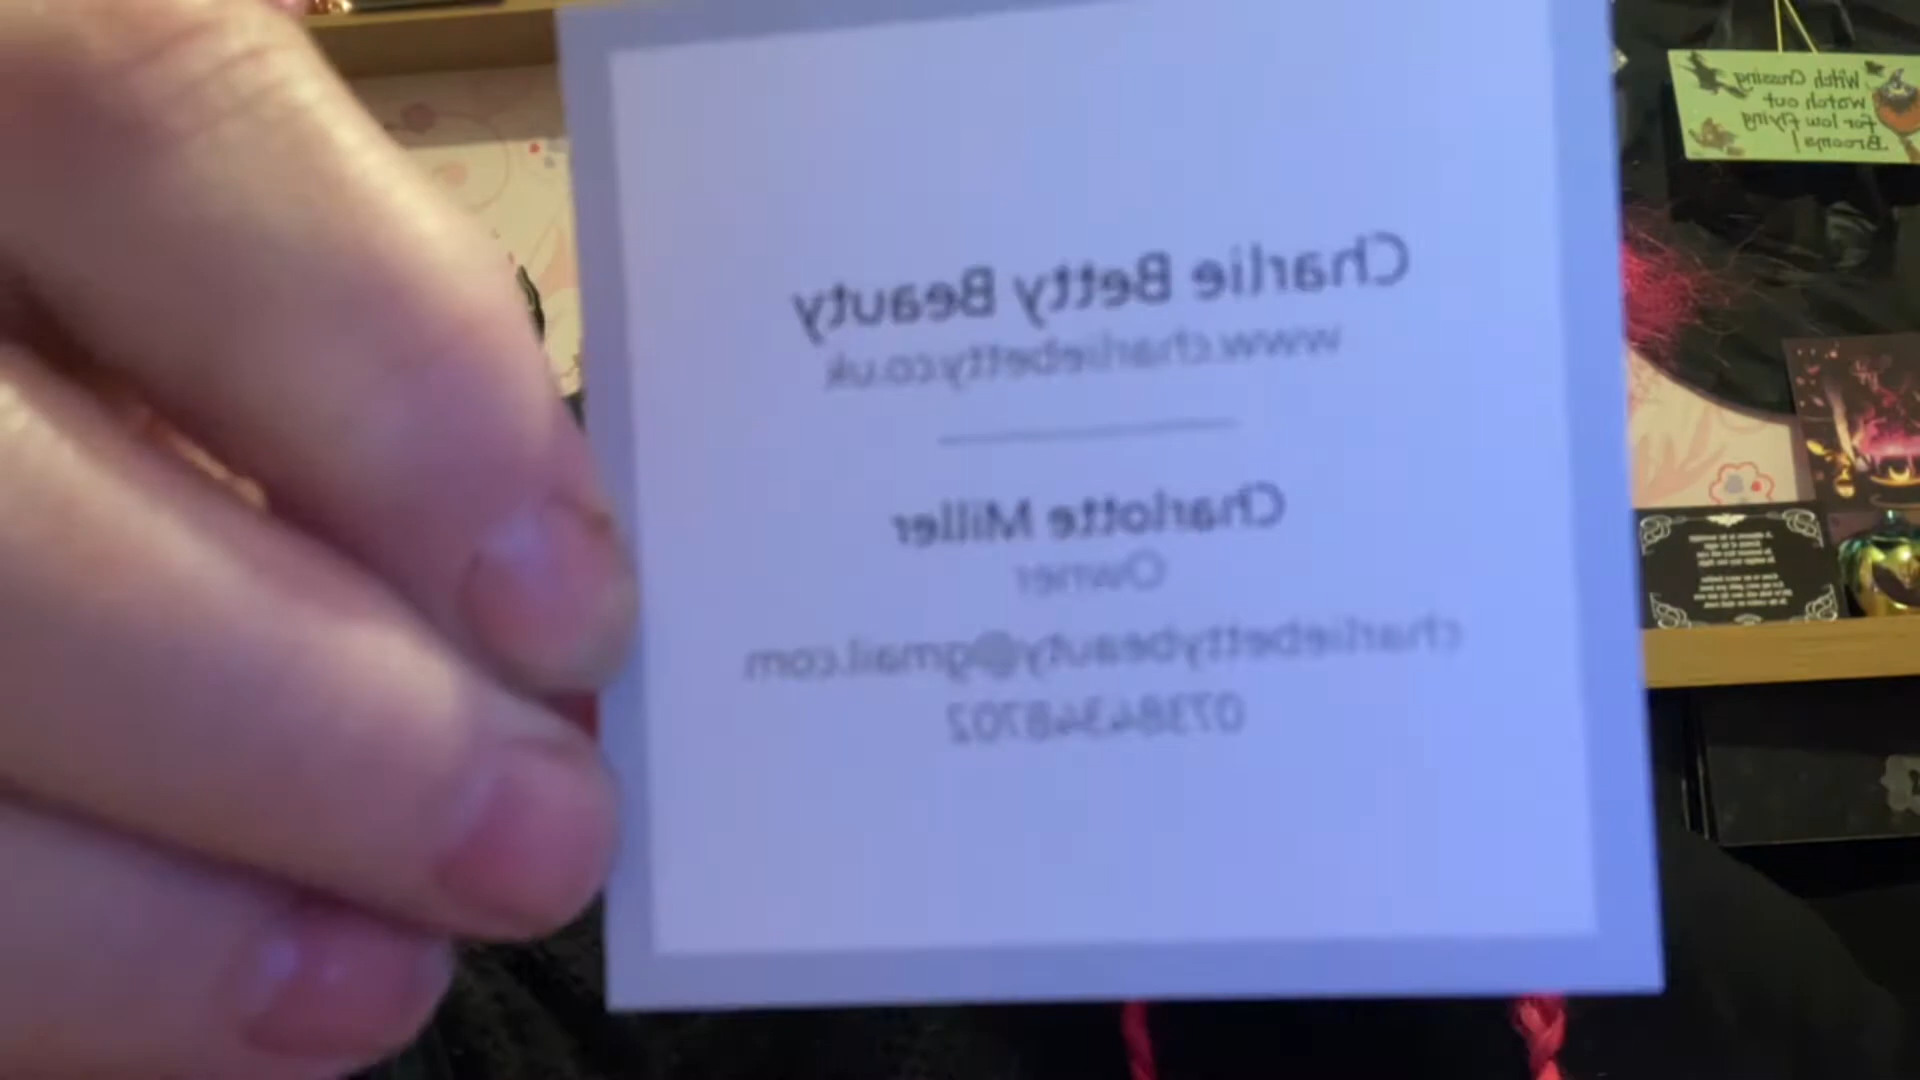 Charlie Betty Beauty
www.charliebetty.co.uk
Charlotte Miller
Owner
charliebettybeauty@gmail.com
07384348702
Witch Crossing
watch out
for low flying
Brooms!